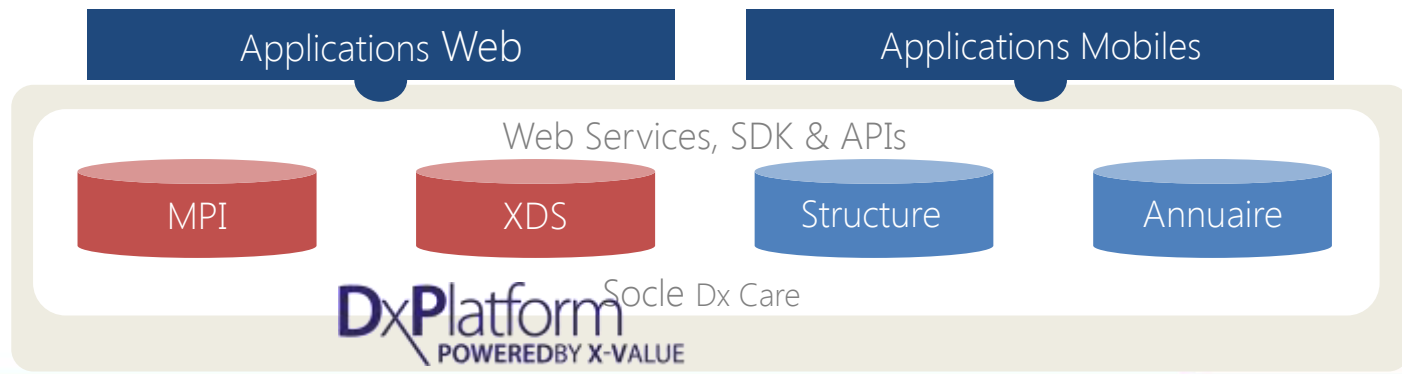 Applications Web
Applications Mobiles
Web Services, SDK & APIs
MPI
XDS
Structure
Annuaire
Socle Dx Care
DxPlatform
POWEREDBY X-VALUE